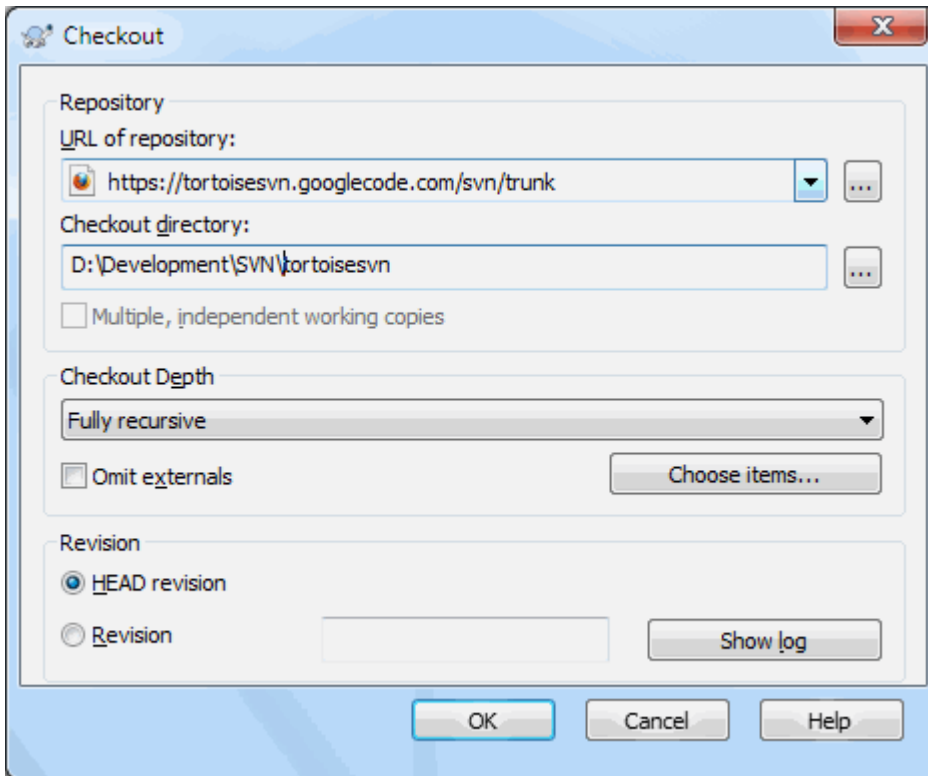 Checkout
Repository
URL of repository:
https://tortoisesvn.googlecode.com/svn/trunk
...
Checkout directory:
D:\Development\SVN\tortoisesvn
...
Multiple, independent working copies
Checkout Depth
Fully recursive
Omit externals
Choose items...
Revision
HEAD revision
Revision
Show log
OK
Cancel
Help